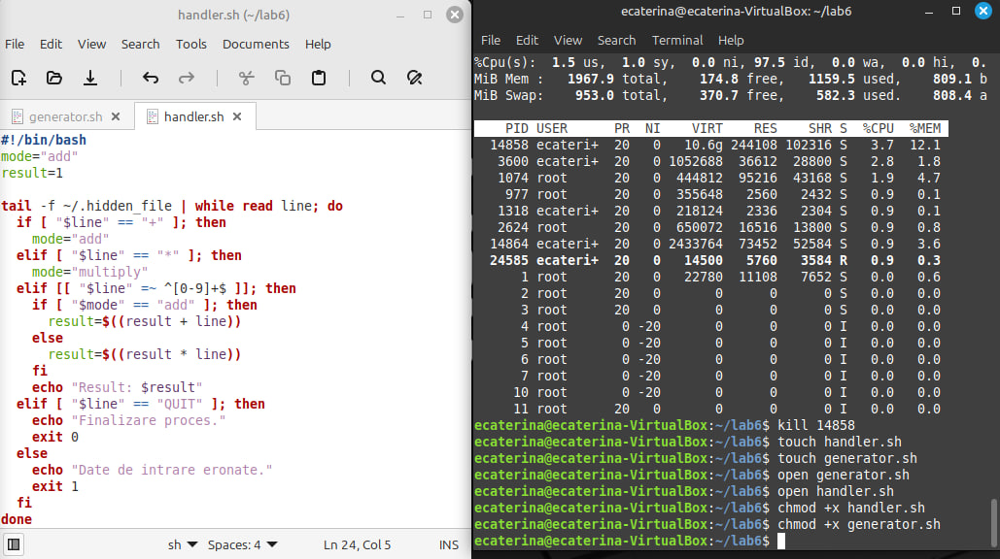 handler.sh (~/lab6)
File Edit View Search Tools Documents Help
generator.sh
handler.sh
#!/bin/bash
mode="add"
result=1
tail -f ~/.hidden_file | while read line; do
if [ "$line" == "+" ]; then
mode="add"
elif [ "$line" == "*" ]; then
mode="multiply"
elif [[ "$line" =~ ^[0-9]+$ ]]; then
if [ "$mode" == "add" ]; then
result=$((result + line))
else
result=$((result * line))
fi
echo "Result: $result"
elif [ "$line" == "QUIT" ]; then
echo "Finalizare proces."
exit 0
else
echo "Date de intrare eronate."
exit 1
fi
done
sh Spaces: 4 Ln 24, Col 5 INS
ecaterina@ecaterina-VirtualBox: ~/lab6
File Edit View Search Terminal Help
%Cpu(s): 1.5 us, 1.0 sy, 0.0 ni, 97.5 id, 0.0 wa, 0.0 hi, 0.
MiB Mem : 1967.9 total, 174.8 free, 1159.5 used, 809.1 b
MiB Swap: 953.0 total, 370.7 free, 582.3 used. 808.4 a
PID USER PR NI VIRT RES SHR S %CPU %MEM
14858 ecateri+ 20 0 10.6g 244108 102316 S 3.7 12.1
3600 ecateri+ 20 0 1052688 36612 28800 S 2.8 1.8
1074 root 20 0 444812 95216 43168 S 1.9 4.7
977 root 20 0 355648 2560 2432 S 0.9 0.1
1318 ecateri+ 20 0 218124 2336 2304 S 0.9 0.1
2624 root 20 0 650072 16516 13800 S 0.9 0.8
14864 ecateri+ 20 0 2433764 73452 52584 S 0.9 3.6
24585 ecateri+ 20 0 14500 5760 3584 R 0.9 0.3
1 root 20 0 22780 11108 7652 S 0.0 0.6
2 root 20 0 0 0 0 S 0.0 0.0
3 root 20 0 0 0 0 S 0.0 0.0
4 root 0 -20 0 0 0 I 0.0 0.0
5 root 0 -20 0 0 0 I 0.0 0.0
6 root 0 -20 0 0 0 I 0.0 0.0
7 root 0 -20 0 0 0 I 0.0 0.0
10 root 0 -20 0 0 0 I 0.0 0.0
11 root 20 0 0 0 0 I 0.0 0.0
ecaterina@ecaterina-VirtualBox:~/lab6$ kill 14858
ecaterina@ecaterina-VirtualBox:~/lab6$ touch handler.sh
ecaterina@ecaterina-VirtualBox:~/lab6$ touch generator.sh
ecaterina@ecaterina-VirtualBox:~/lab6$ open generator.sh
ecaterina@ecaterina-VirtualBox:~/lab6$ open handler.sh
ecaterina@ecaterina-VirtualBox:~/lab6$ chmod +x handler.sh
ecaterina@ecaterina-VirtualBox:~/lab6$ chmod +x generator.sh
ecaterina@ecaterina-VirtualBox:~/lab6$